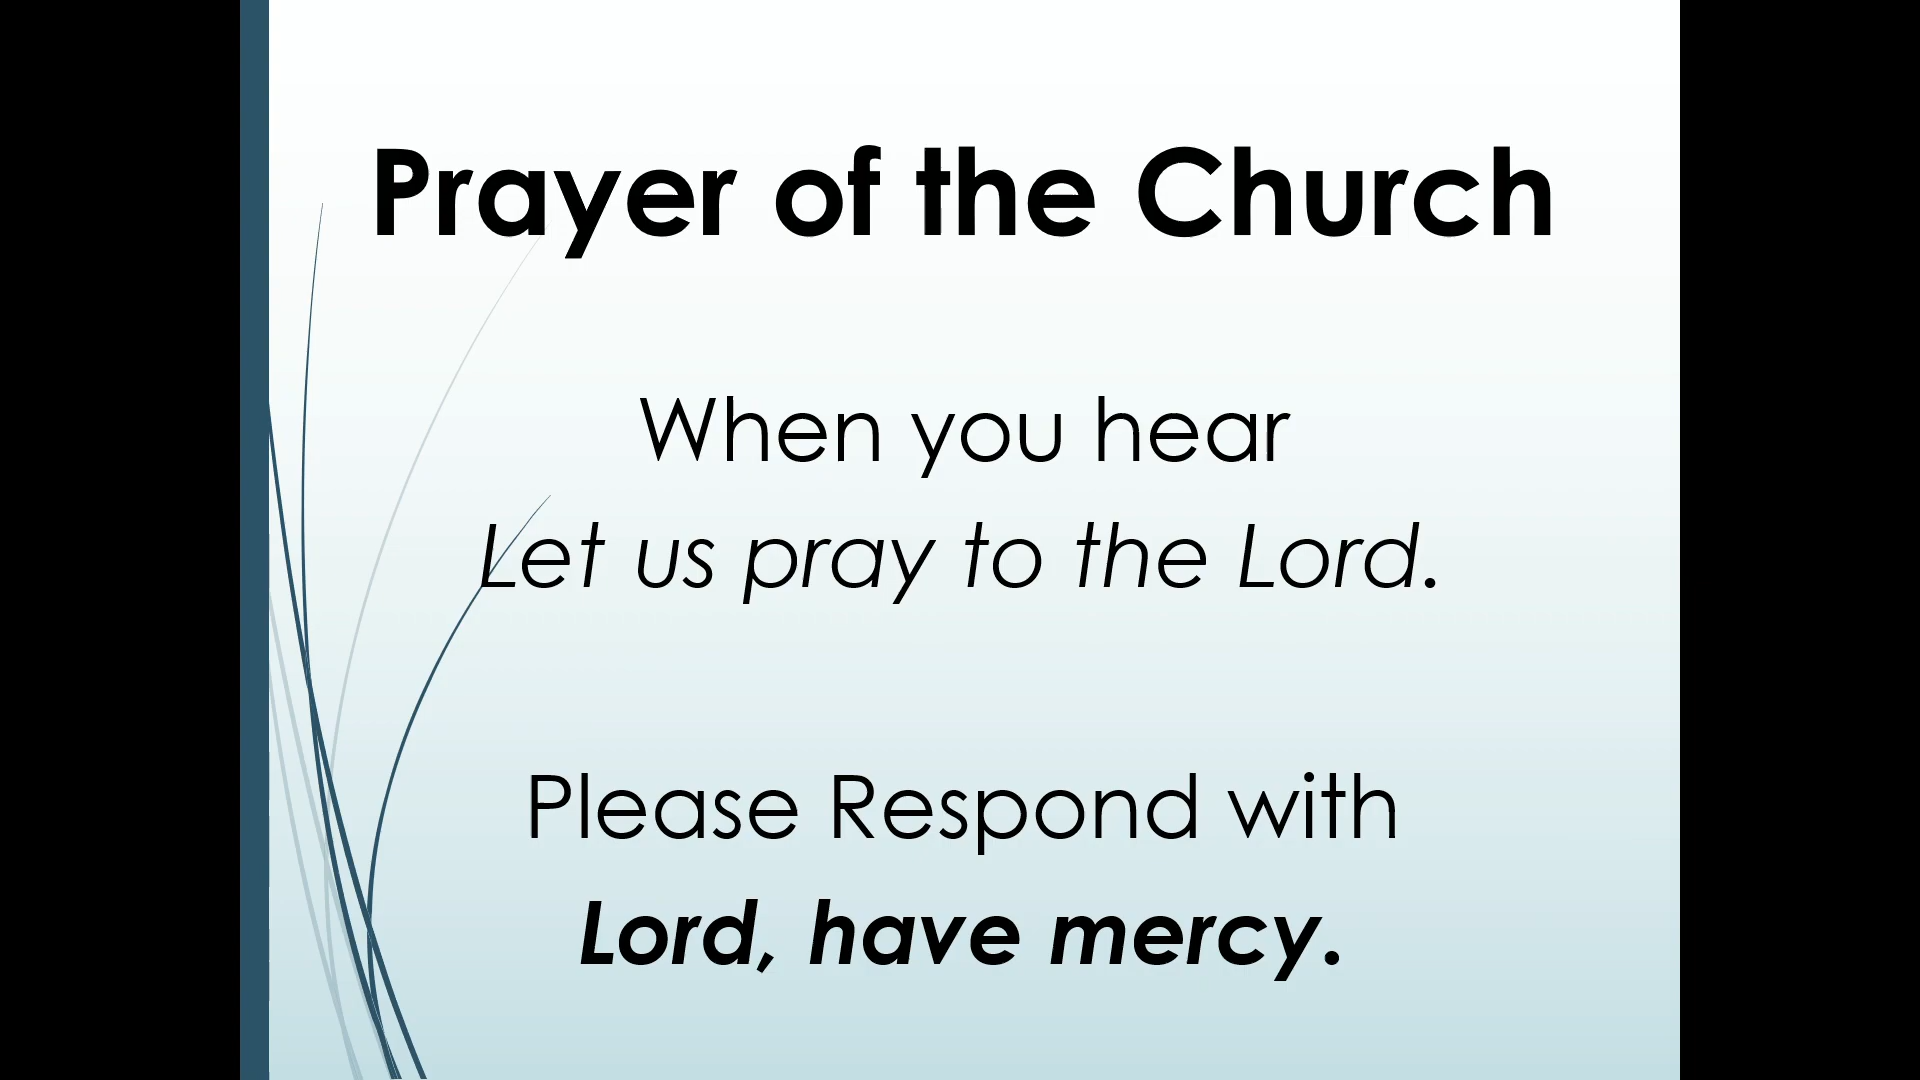 Prayer of the Church
When you hear
Let us pray to the Lord.
Please Respond with
Lord, have mercy.